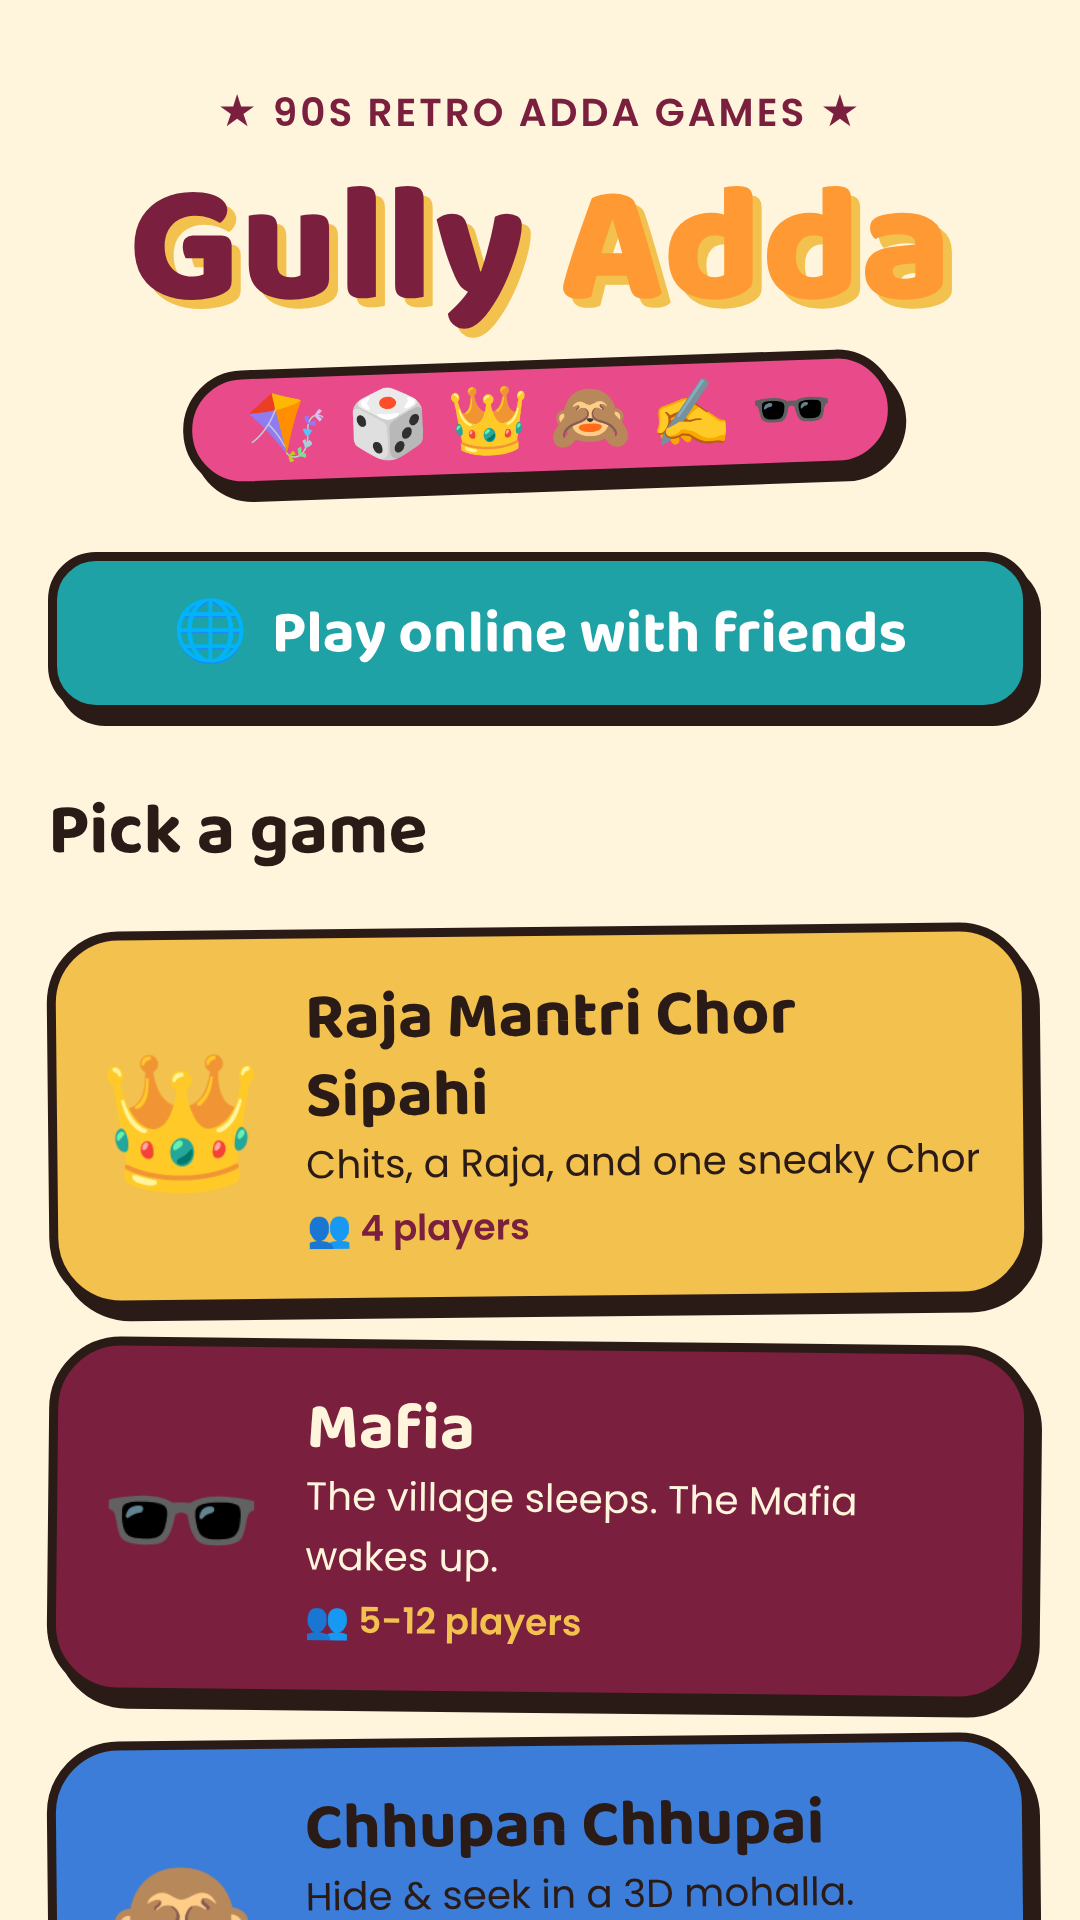 ★ 90S RETRO ADDA GAMES ★
Gully Adda
Play online with friends
Pick a game
Raja Mantri Chor
Sipahi
Chits, a Raja, and one sneaky Chor
4 players
Mafia
The village sleeps. The Mafia
wakes up.
5-12 players
Chhupan Chhupai
Hide & seek in a 3D mohalla.